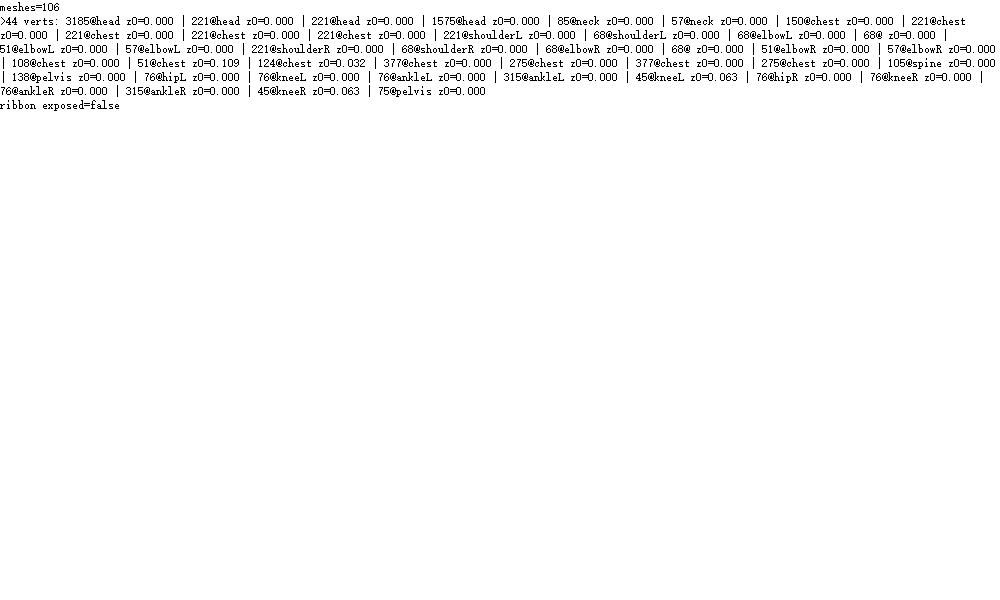 meshes=106
>44 verts: 3185@head z0=0.000 | 221@head z0=0.000 | 221@head z0=0.000 | 1575@head z0=0.000 | 85@neck z0=0.000 | 57@neck z0=0.000 | 150@chest z0=0.000 | 221@chest
z0=0.000 | 221@chest z0=0.000 | 221@chest z0=0.000 | 221@chest z0=0.000 | 221@shoulderL z0=0.000 | 68@shoulderL z0=0.000 | 68@elbowL z0=0.000 | 68@ z0=0.000 |
51@elbowL z0=0.000 | 57@elbowL z0=0.000 | 221@shoulderR z0=0.000 | 68@shoulderR z0=0.000 | 68@elbowR z0=0.000 | 68@ z0=0.000 | 51@elbowR z0=0.000 | 57@elbowR z0=0.000
| 108@chest z0=0.000 | 51@chest z0=0.109 | 124@chest z0=0.032 | 377@chest z0=0.000 | 275@chest z0=0.000 | 377@chest z0=0.000 | 275@chest z0=0.000 | 105@spine z0=0.000
| 138@pelvis z0=0.000 | 76@hipL z0=0.000 | 76@kneeL z0=0.000 | 76@ankleL z0=0.000 | 315@ankleL z0=0.000 | 45@kneeL z0=0.063 | 76@hipR z0=0.000 | 76@kneeR z0=0.000 |
76@ankleR z0=0.000 | 315@ankleR z0=0.000 | 45@kneeR z0=0.063 | 75@pelvis z0=0.000
ribbon exposed=false